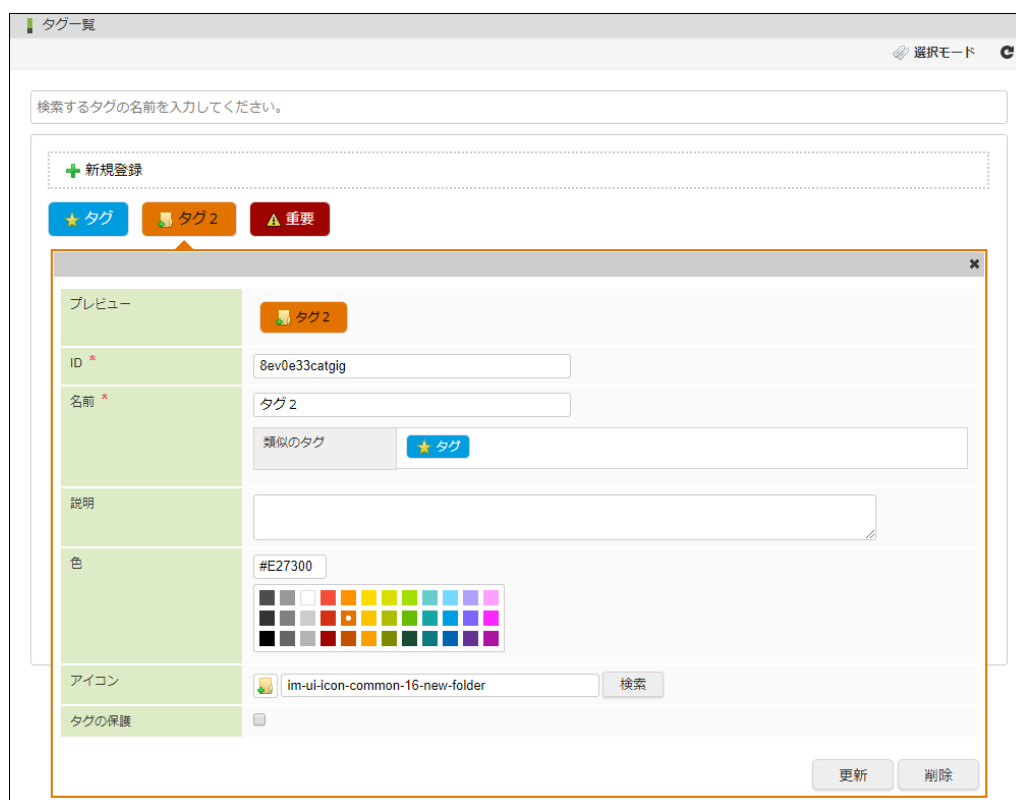 タグ一覧
選択モード
検索するタグの名前を入力してください。
新規登録
タグ タグ２ 重要
プレビュー タグ２
ID * 8ev0e33catgig
名前 * タグ２
類似のタグ タグ
説明
色 #E27300
アイコン im-ui-icon-common-16-new-folder 検索
タグの保護
更新 削除